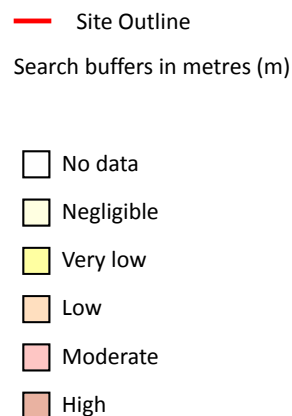 Site Outline
Search buffers in metres (m)
No data
Negligible
Very low
Low
Moderate
High